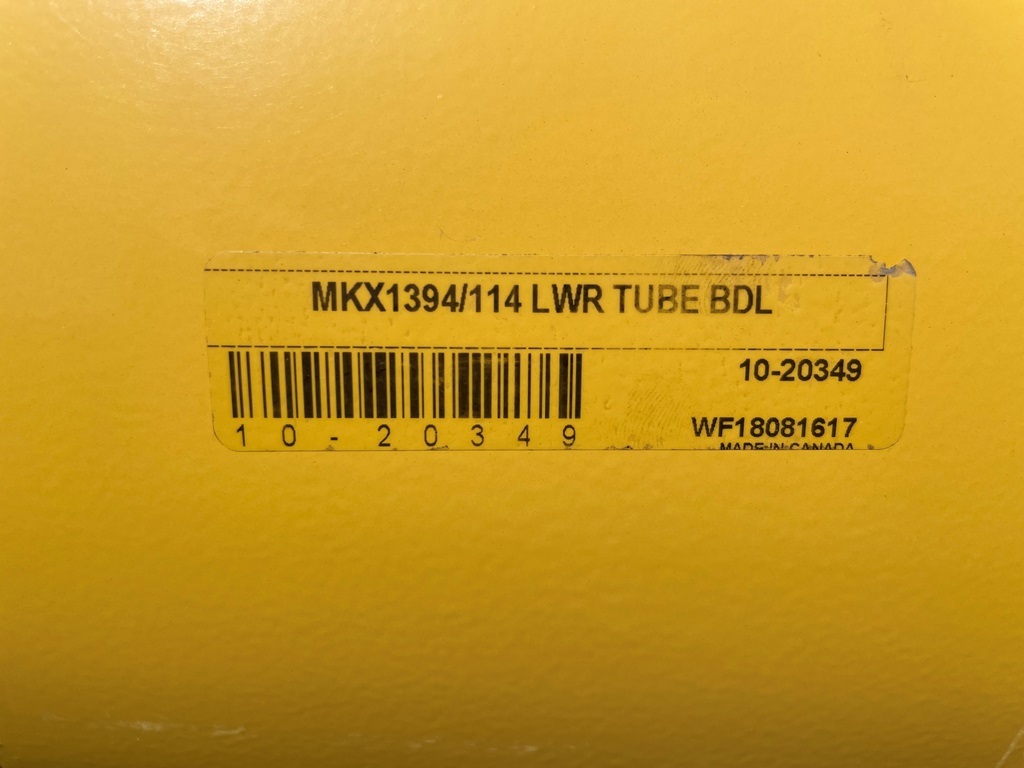 MKX1394/114 LWR TUBE BDL
10-20349
10-20349
WF18081617
MADE IN CANADA